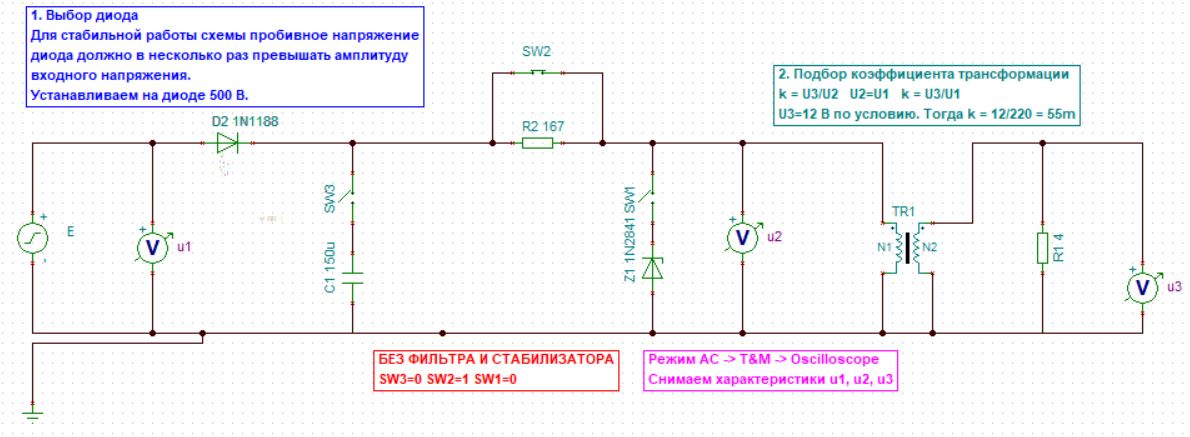 1. Выбор диода
Для стабильной работы схемы пробивное напряжение
диода должно в несколько раз превышать амплитуду
входного напряжения.
Устанавливаем на диоде 500 В.
SW2
2. Подбор коэффициента трансформации
k = U3/U2 U2=U1 k = U3/U1
U3=12 В по условию. Тогда k = 12/220 = 55m
D2 1N1188
R2 167
SW3
SW1
+
E
-
+
V
u1
C1 150u
Z1 1N2841
+
V
u2
TR1
N1
N2
R1 4
+
V
u3
БЕЗ ФИЛЬТРА И СТАБИЛИЗАТОРА
SW3=0 SW2=1 SW1=0
Режим AC -> T&M -> Oscilloscope
Снимаем характеристики u1, u2, u3